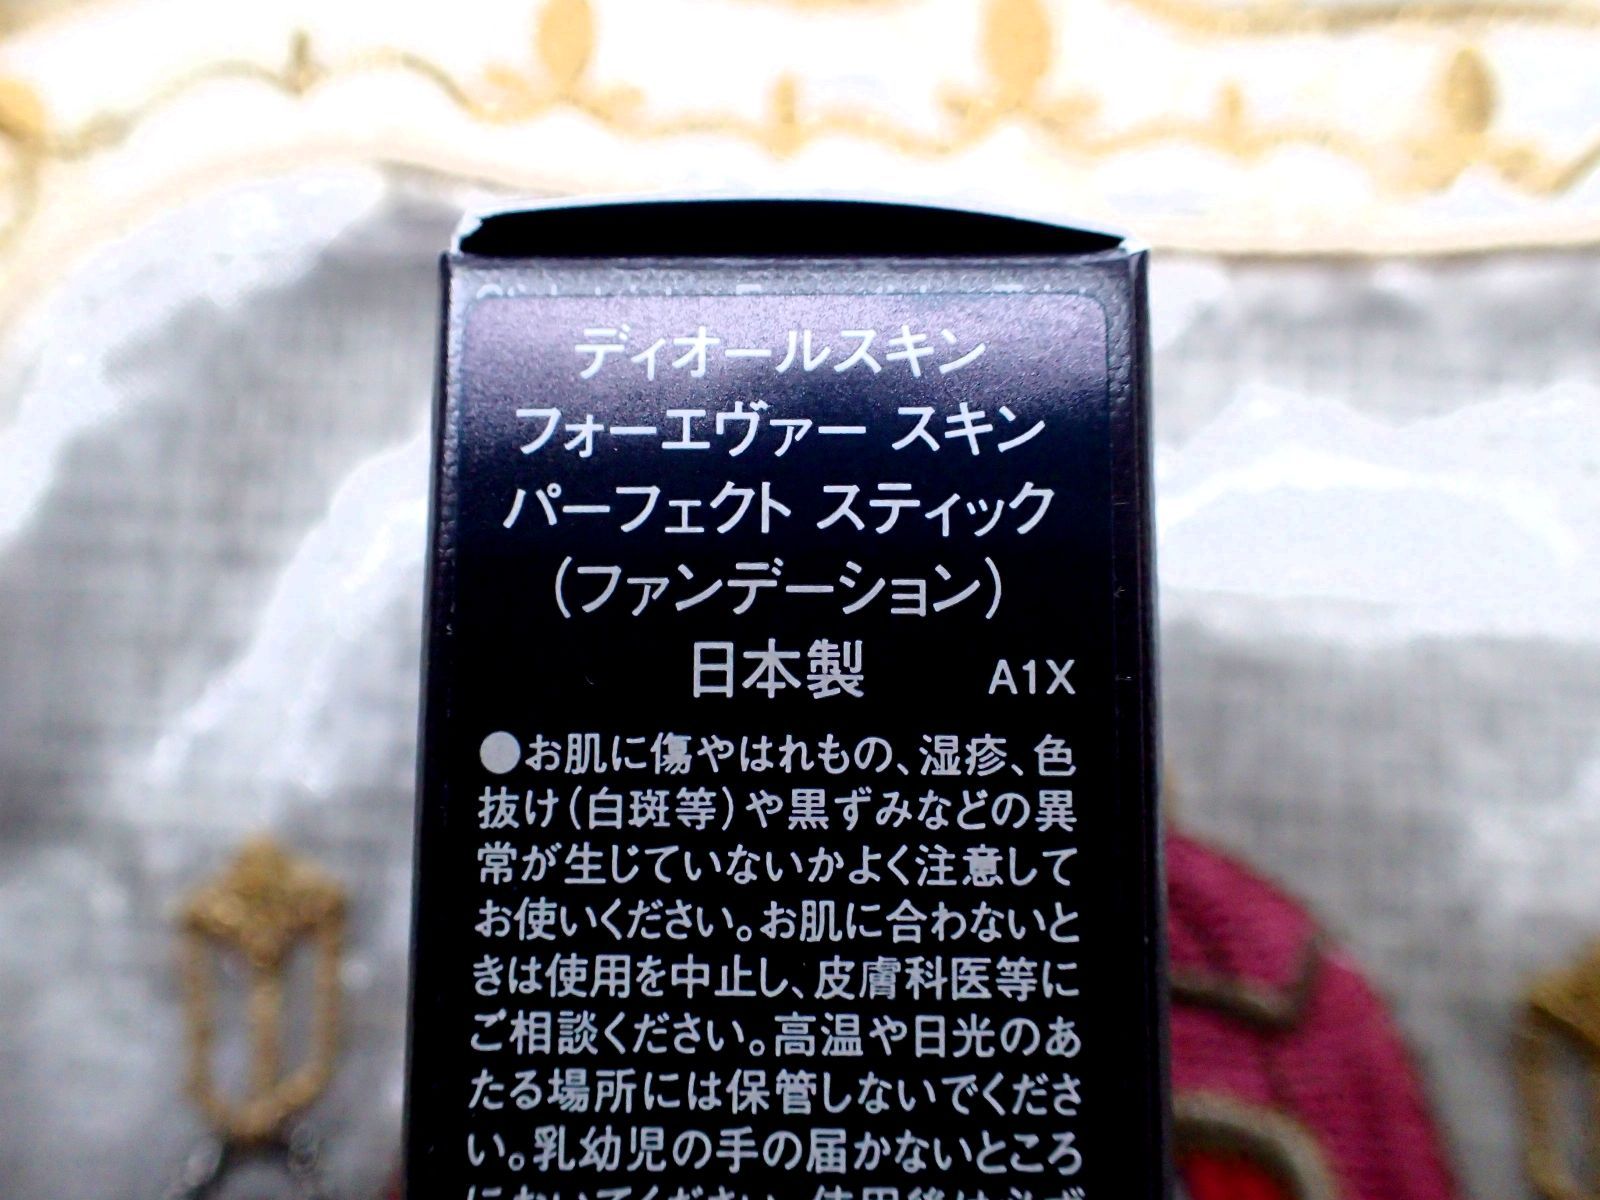 ディオールスキン
フォーエヴァー スキン
パーフェクト スティック
(ファンデーション)
日本製 A1X
●お肌に傷やはれもの、湿疹、色
抜け(白斑等)や黒ずみなどの異
常が生じていないかよく注意して
お使いください。お肌に合わないと
きは使用を中止し、皮膚科医等に
ご相談ください。高温や日光のあ
たる場所には保管しないでくださ
い。乳幼児の手の届かないところ